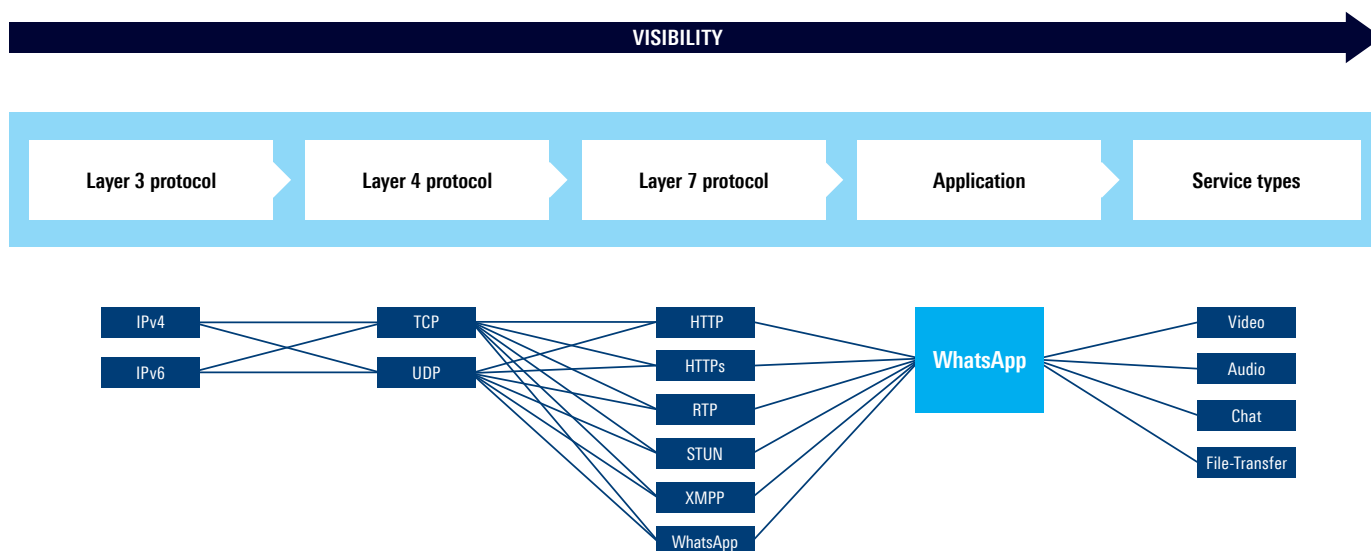 VISIBILITY
Layer 3 protocol
Layer 4 protocol
Layer 7 protocol
Application
Service types
IPv4
IPv6
TCP
UDP
HTTP
HTTPs
RTP
STUN
XMPP
WhatsApp
WhatsApp
Video
Audio
Chat
File-Transfer